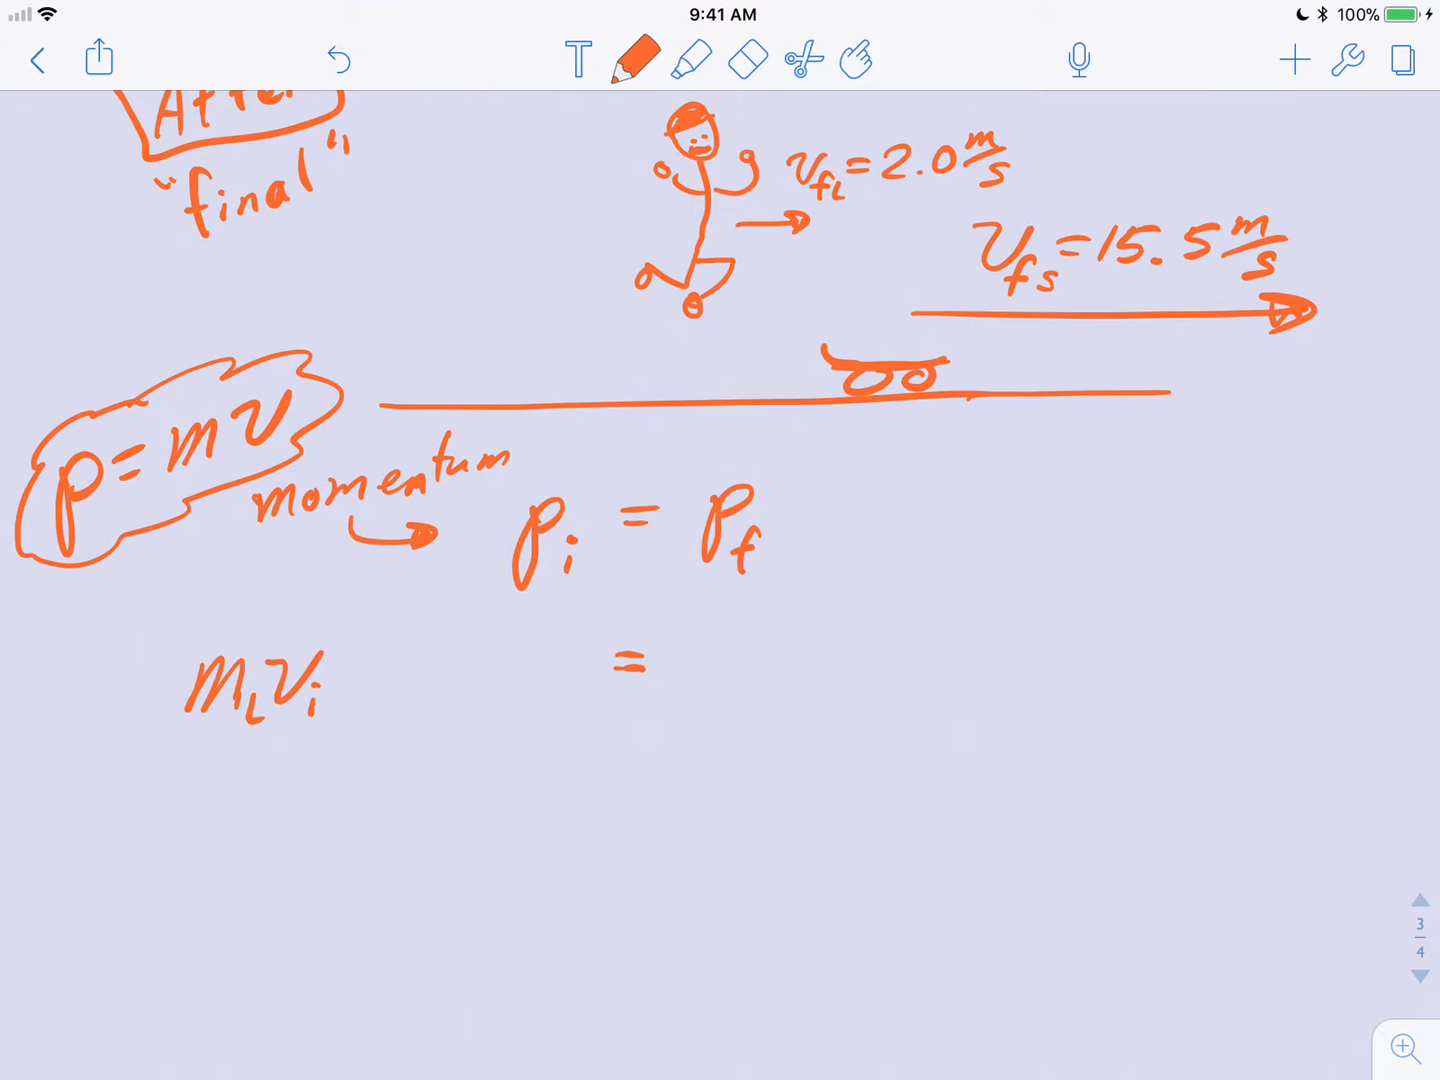 9:41 AM
100%
T
After
"final"
v_fL = 2.0 m/s
v_fs = 15.5 m/s
p = mv
momentum
p_i = p_f
m_L v_i =
3
4